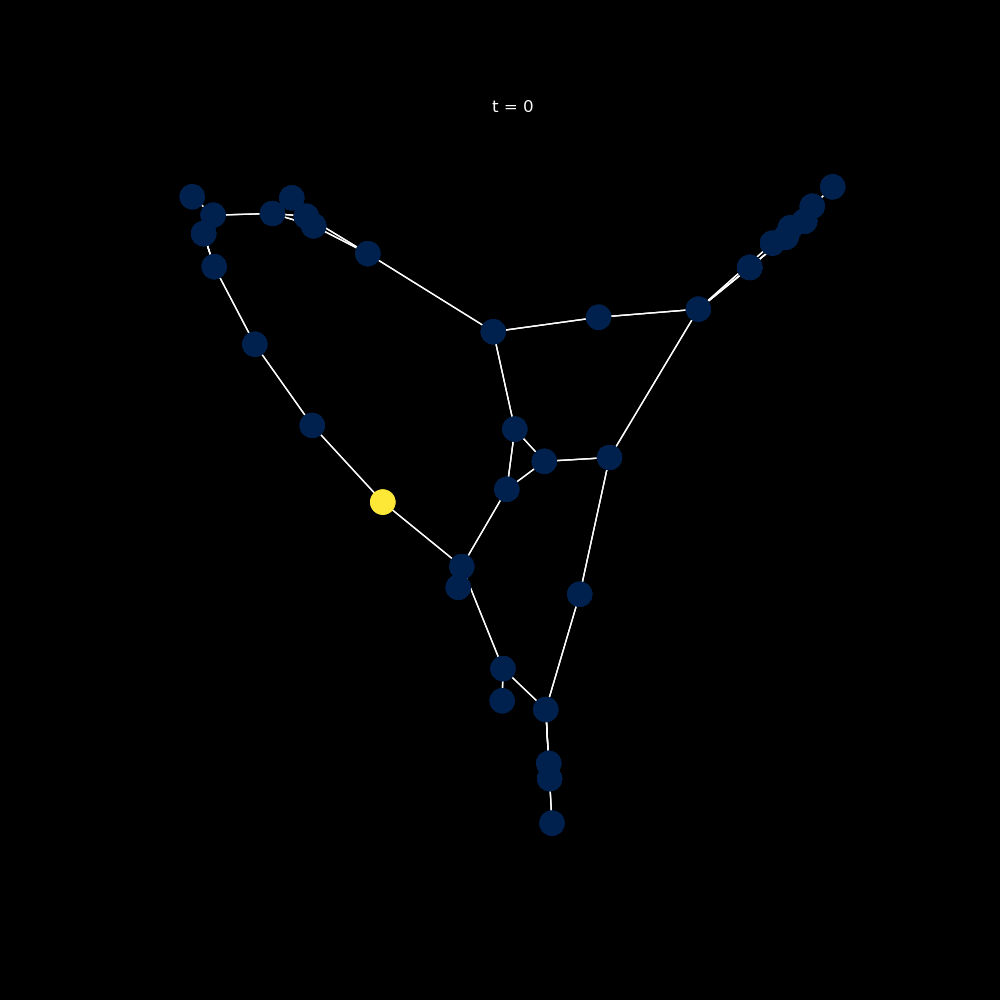 t = 0